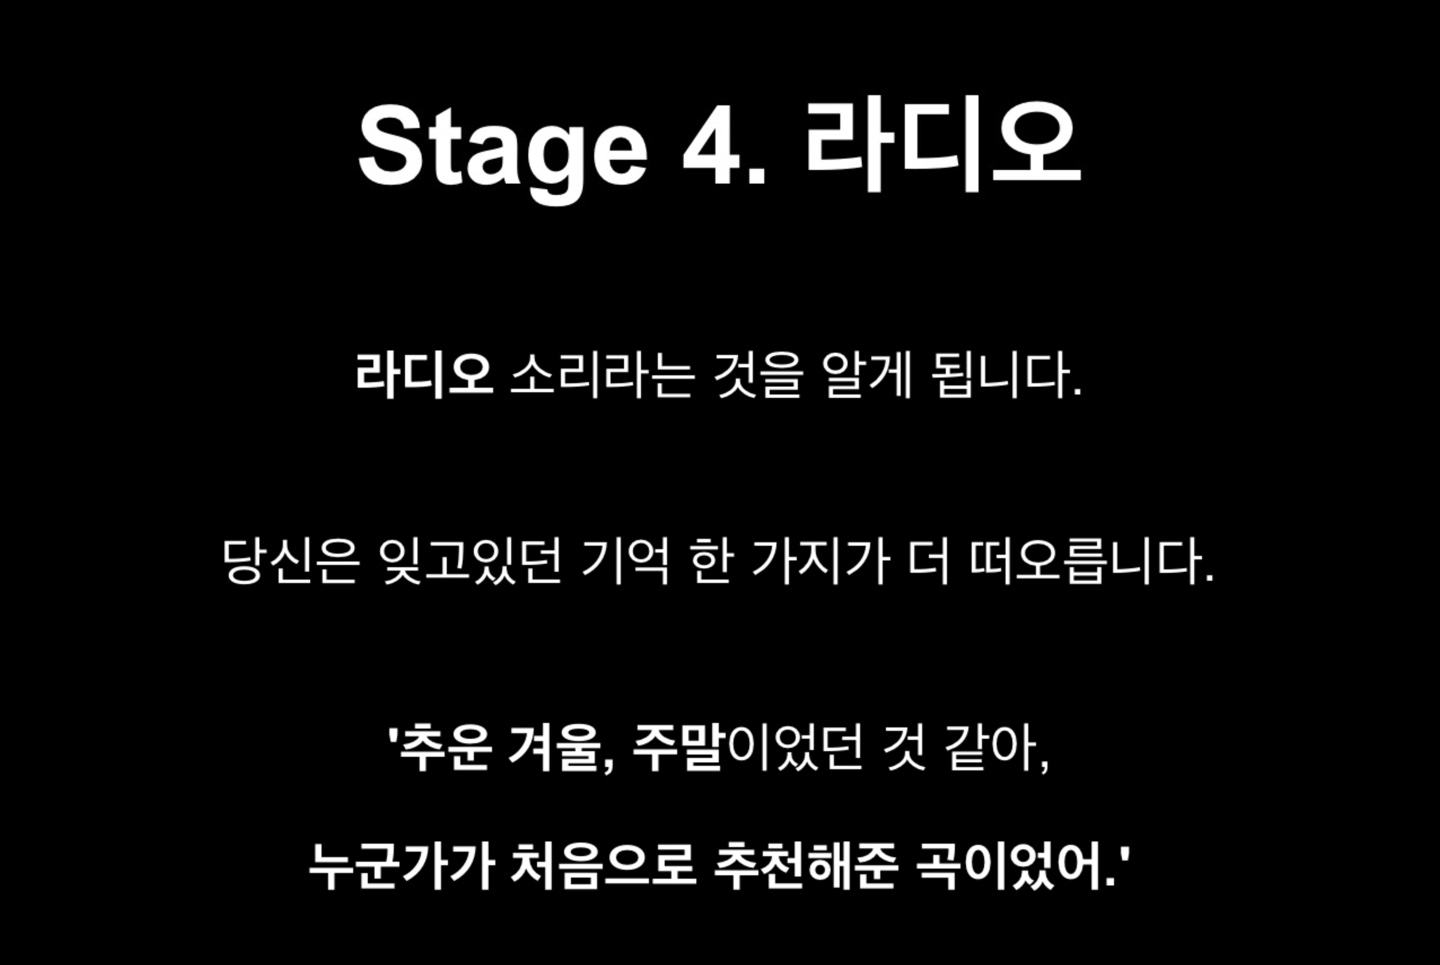 Stage 4. 라디오
라디오 소리라는 것을 알게 됩니다.
당신은 잊고있던 기억 한 가지가 더 떠오릅니다.
'추운 겨울, 주말이었던 것 같아,
누군가가 처음으로 추천해준 곡이었어.'